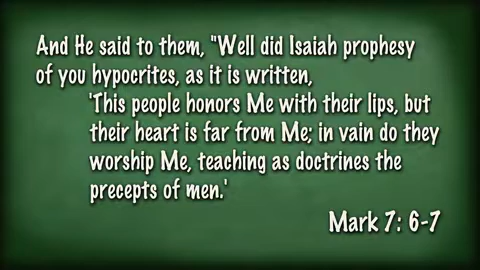 And He said to them, "Well did Isaiah prophesy
of you hypocrites, as it is written,
'This people honors Me with their lips, but
their heart is far from Me; in vain do they
worship Me, teaching as doctrines the
precepts of men.'
Mark 7: 6-7